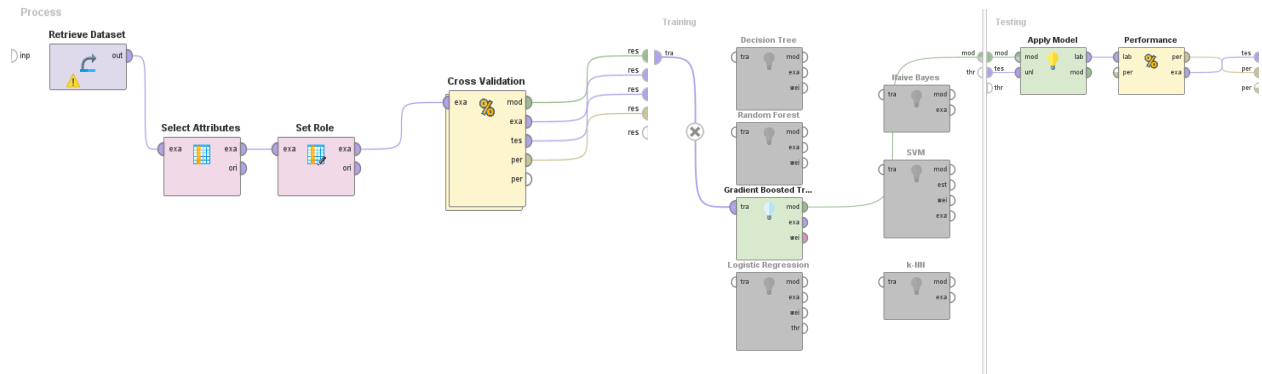 Process
Retrieve Dataset
inp
out
Select Attributes
exa
exa
ori
Set Role
exa
exa
ori
Cross Validation
exa
mod
exa
tes
per
per
res
res
res
res
res
Training
tra
Decision Tree
tra
mod
exa
wei
Random Forest
tra
mod
exa
wei
Gradient Boosted Tr...
tra
mod
exa
wei
Logistic Regression
tra
mod
exa
wei
thr
Naive Bayes
tra
mod
exa
SVM
tra
mod
est
wei
exa
k-NN
tra
mod
exa
mod
thr
Testing
mod
tes
thr
Apply Model
mod
unl
lab
mod
Performance
lab
per
per
exa
tes
per
per